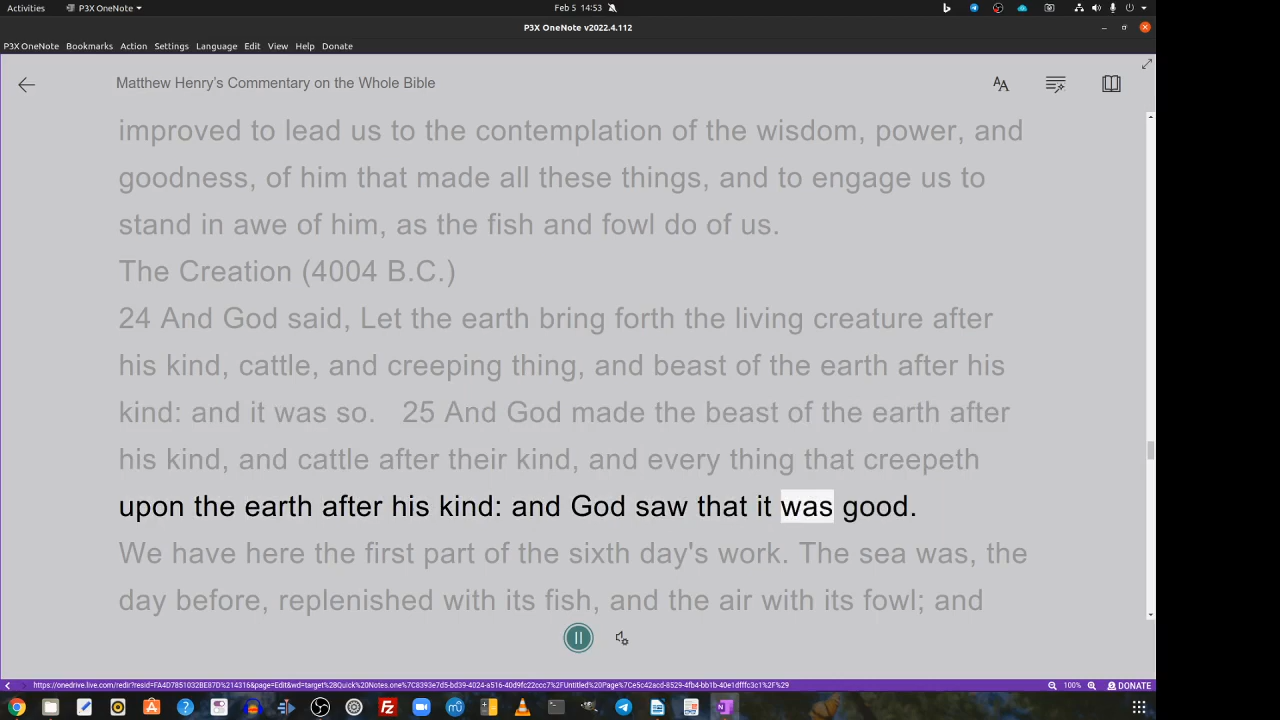 Activities
P3X OneNote
Feb 5 14:53
P3X OneNote v2022.4.112
P3X OneNote Bookmarks Action Settings Language Edit View Help Donate
Matthew Henry's Commentary on the Whole Bible
improved to lead us to the contemplation of the wisdom, power, and
goodness, of him that made all these things, and to engage us to
stand in awe of him, as the fish and fowl do of us.
The Creation (4004 B.C.)
24 And God said, Let the earth bring forth the living creature after
his kind, cattle, and creeping thing, and beast of the earth after his
kind: and it was so. 25 And God made the beast of the earth after
his kind, and cattle after their kind, and every thing that creepeth
upon the earth after his kind: and God saw that it was good.
We have here the first part of the sixth day's work. The sea was, the
day before, replenished with its fish, and the air with its fowl; and
100% DONATE